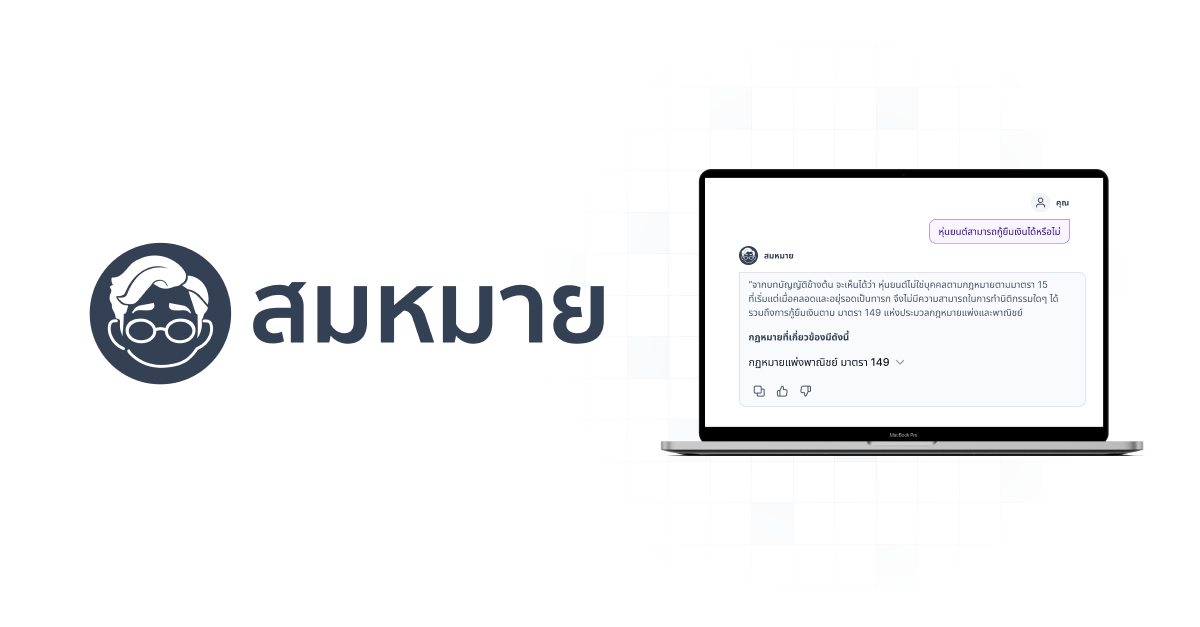 สมหมาย
คุณ
หุ่นยนต์สามารถกู้ยืมเงินได้หรือไม่
สมหมาย
"จากบทบัญญัติข้างต้น จะเห็นได้ว่า หุ่นยนต์ไม่ใช่บุคคลตามกฎหมายตามมาตรา 15
ที่เริ่มแต่เมื่อคลอดและอยู่รอดเป็นทารก จึงไม่มีความสามารถในการทำนิติกรรมใดๆ ได้
รวมถึงการกู้ยืมเงินตาม มาตรา 149 แห่งประมวลกฎหมายแพ่งและพาณิชย์
กฎหมายที่เกี่ยวข้องมีดังนี้
กฎหมายแพ่งพาณิชย์ มาตรา 149
MacBook Pro